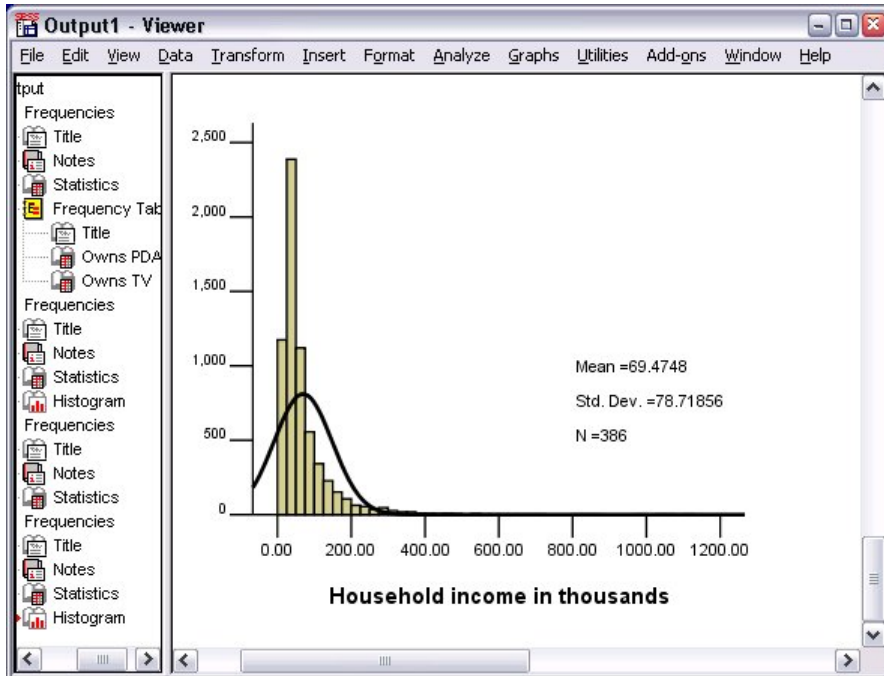 Output1 - Viewer
File Edit View Data Transform Insert Format Analyze Graphs Utilities Add-ons Window Help
tput
Frequencies
Title
Notes
Statistics
Frequency Tab
Title
Owns PDA
Owns TV
Frequencies
Title
Notes
Statistics
Histogram
Frequencies
Title
Notes
Statistics
Frequencies
Title
Notes
Statistics
Histogram
2,500
2,000
1,500
1,000
500
0
0.00 200.00 400.00 600.00 800.00 1000.00 1200.00
Mean =69.4748
Std. Dev. =78.71856
N =386
Household income in thousands